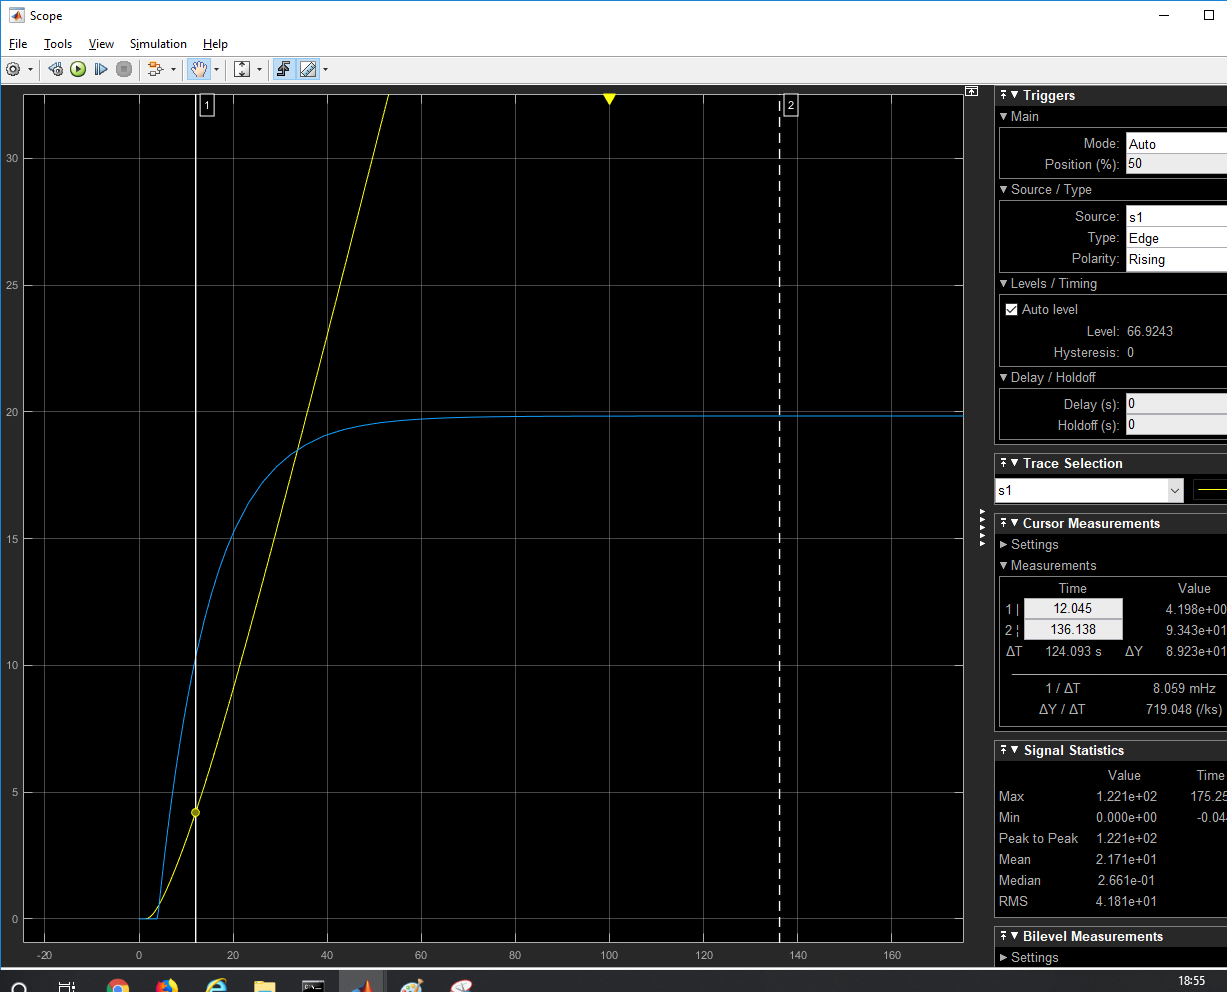 Scope
File Tools View Simulation Help
1
2
30
25
20
15
10
5
0
-20 0 20 40 60 80 100 120 140 160
Triggers
Main
Mode: Auto
Position (%): 50
Source / Type
Source: s1
Type: Edge
Polarity: Rising
Levels / Timing
Auto level
Level: 66.9243
Hysteresis: 0
Delay / Holdoff
Delay (s): 0
Holdoff (s): 0
Trace Selection
s1
Cursor Measurements
Settings
Measurements
Time Value
1 | 12.045 4.198e+00
2 ¦ 136.138 9.343e+01
ΔT 124.093 s ΔY 8.923e+01
1 / ΔT 8.059 mHz
ΔY / ΔT 719.048 (/ks)
Signal Statistics
Value Time
Max 1.221e+02 175.25
Min 0.000e+00 -0.04
Peak to Peak 1.221e+02
Mean 2.171e+01
Median 2.661e-01
RMS 4.181e+01
Bilevel Measurements
Settings
18:55